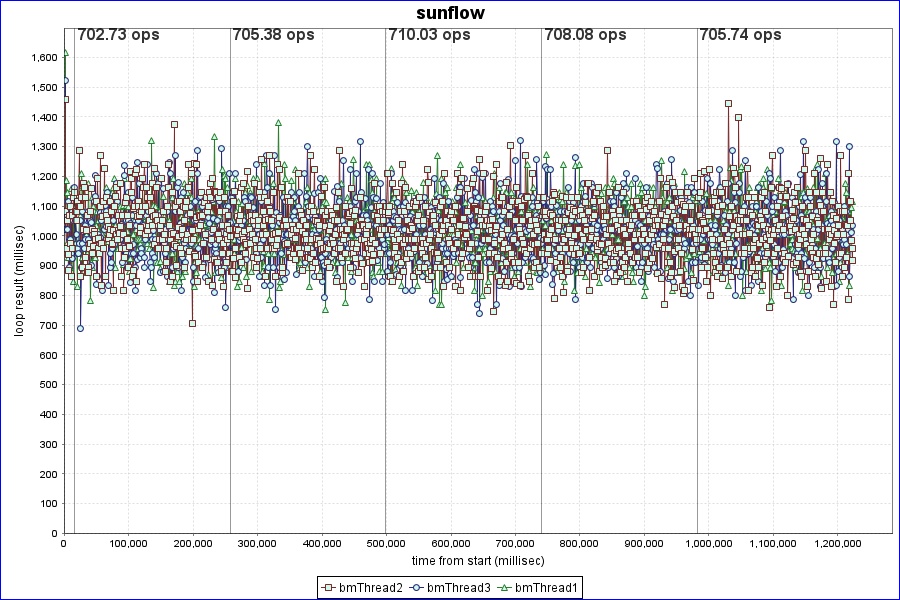 sunflow
702.73 ops 705.38 ops 710.03 ops 708.08 ops 705.74 ops
1,600
1,500
1,400
1,300
1,200
1,100
1,000
900
800
700
600
500
400
300
200
100
0
loop result (millisec)
0 100,000 200,000 300,000 400,000 500,000 600,000 700,000 800,000 900,000 1,000,000 1,100,000 1,200,000
time from start (millisec)
bmThread2 bmThread3 bmThread1